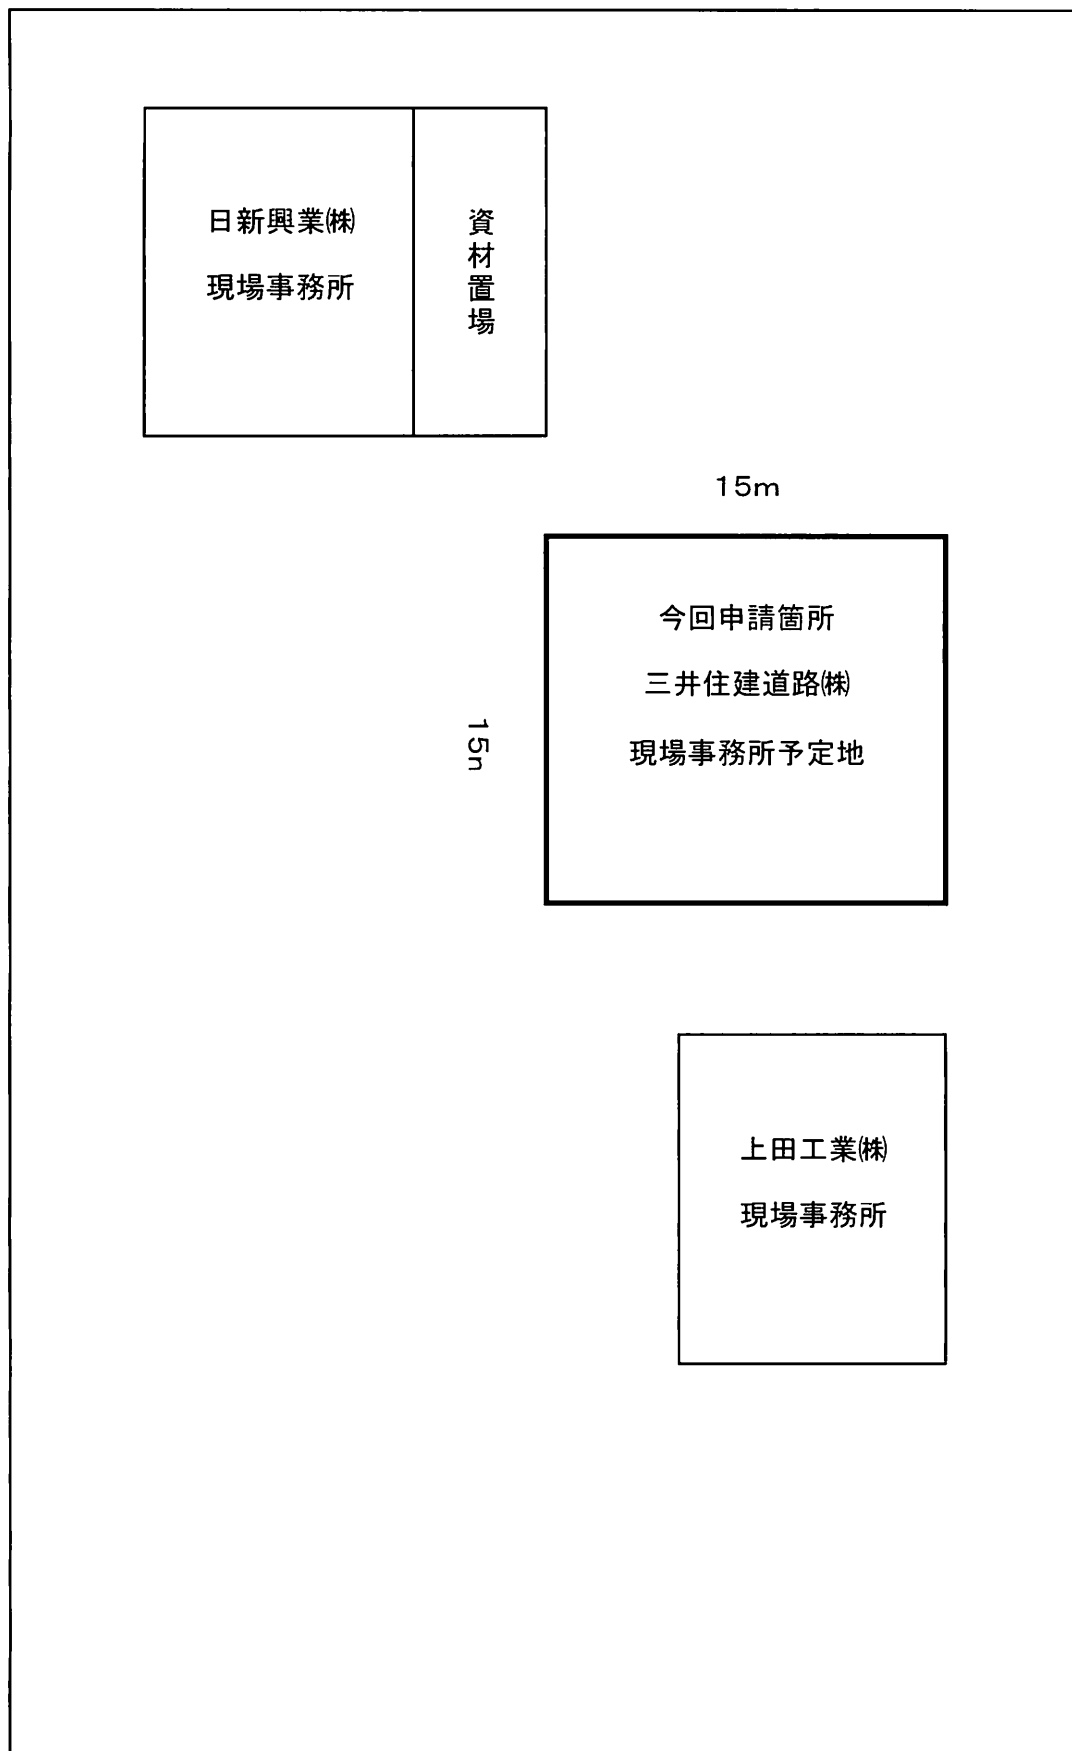 日新興業㈱
現場事務所
資材置場
15m
今回申請箇所
三井住建道路㈱
現場事務所予定地
15n
上田工業㈱
現場事務所